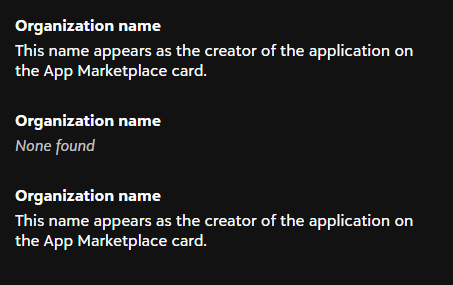 Organization name
This name appears as the creator of the application on
the App Marketplace card.
Organization name
None found
Organization name
This name appears as the creator of the application on
the App Marketplace card.